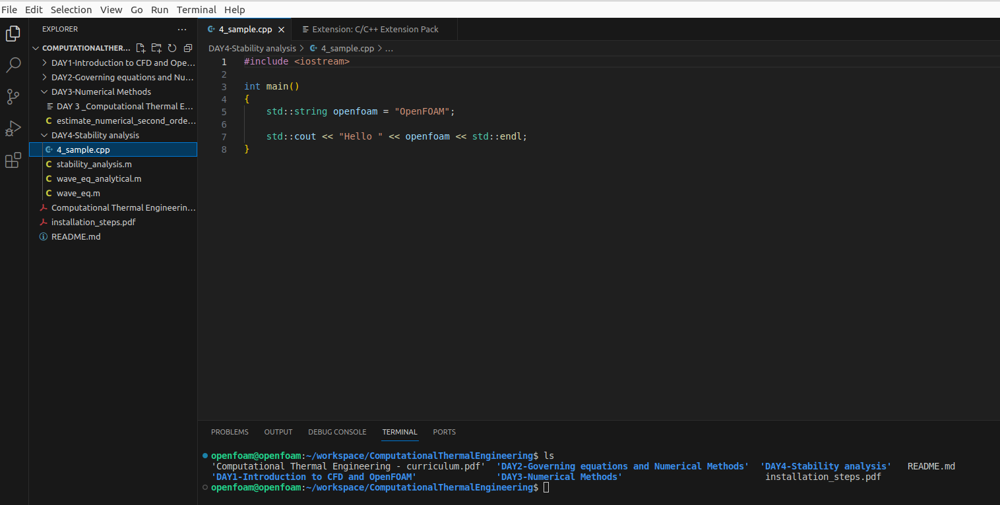 File Edit Selection View Go Run Terminal Help
EXPLORER ...
COMPUTATIONALTHER...
DAY1-Introduction to CFD and Ope...
DAY2-Governing equations and Nu...
DAY3-Numerical Methods
DAY 3 _Computational Thermal E...
C estimate_numerical_second_orde...
DAY4-Stability analysis
4_sample.cpp
C stability_analysis.m
C wave_eq_analytical.m
C wave_eq.m
Computational Thermal Engineerin...
installation_steps.pdf
README.md
4_sample.cpp Extension: C/C++ Extension Pack
DAY4-Stability analysis > 4_sample.cpp > ...
1 #include <iostream>
2
3 int main()
4 {
5 std::string openfoam = "OpenFOAM";
6
7 std::cout << "Hello " << openfoam << std::endl;
8 }
PROBLEMS OUTPUT DEBUG CONSOLE TERMINAL PORTS
openfoam@openfoam:~/workspace/ComputationalThermalEngineering$ ls
'Computational Thermal Engineering - curriculum.pdf' 'DAY2-Governing equations and Numerical Methods' 'DAY4-Stability analysis' README.md
'DAY1-Introduction to CFD and OpenFOAM' 'DAY3-Numerical Methods' installation_steps.pdf
openfoam@openfoam:~/workspace/ComputationalThermalEngineering$